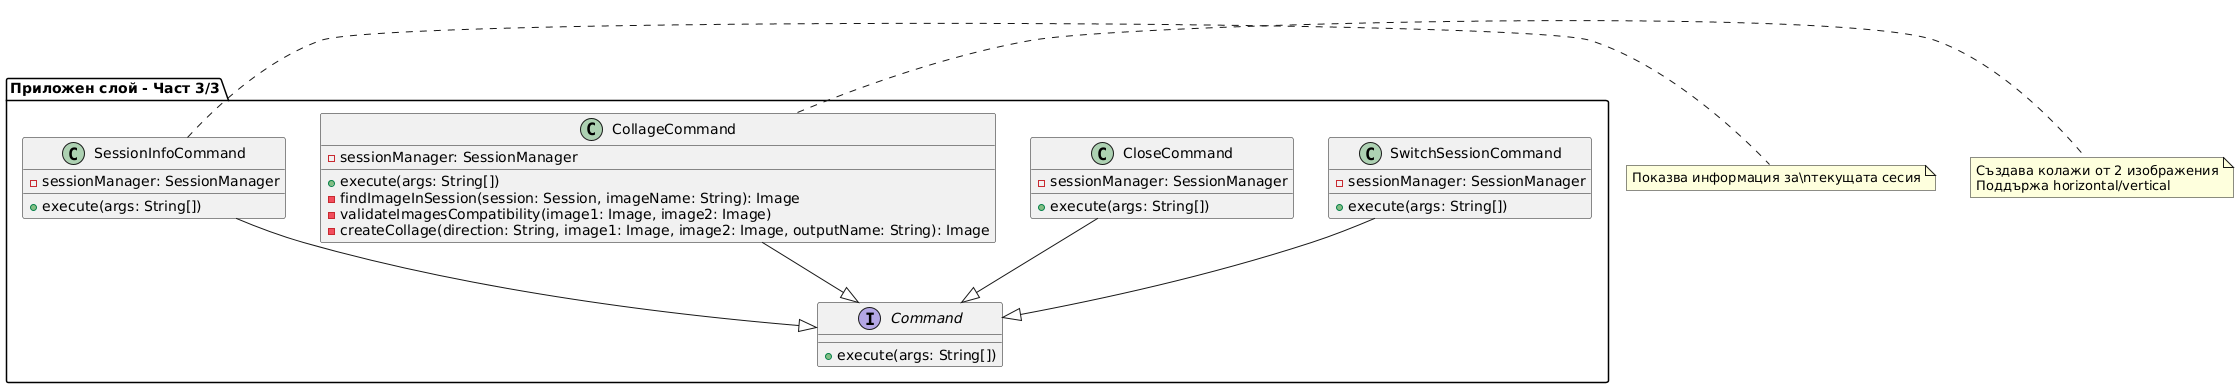 Приложен слой - Част 3/3
C SessionInfoCommand
sessionManager: SessionManager
execute(args: String[])
C CollageCommand
sessionManager: SessionManager
execute(args: String[])
findImageInSession(session: Session, imageName: String): Image
validateImagesCompatibility(image1: Image, image2: Image)
createCollage(direction: String, image1: Image, image2: Image, outputName: String): Image
C CloseCommand
sessionManager: SessionManager
execute(args: String[])
C SwitchSessionCommand
sessionManager: SessionManager
execute(args: String[])
Показва информация за\nтекущата сесия
Създава колажи от 2 изображения
Поддържа horizontal/vertical
I Command
execute(args: String[])